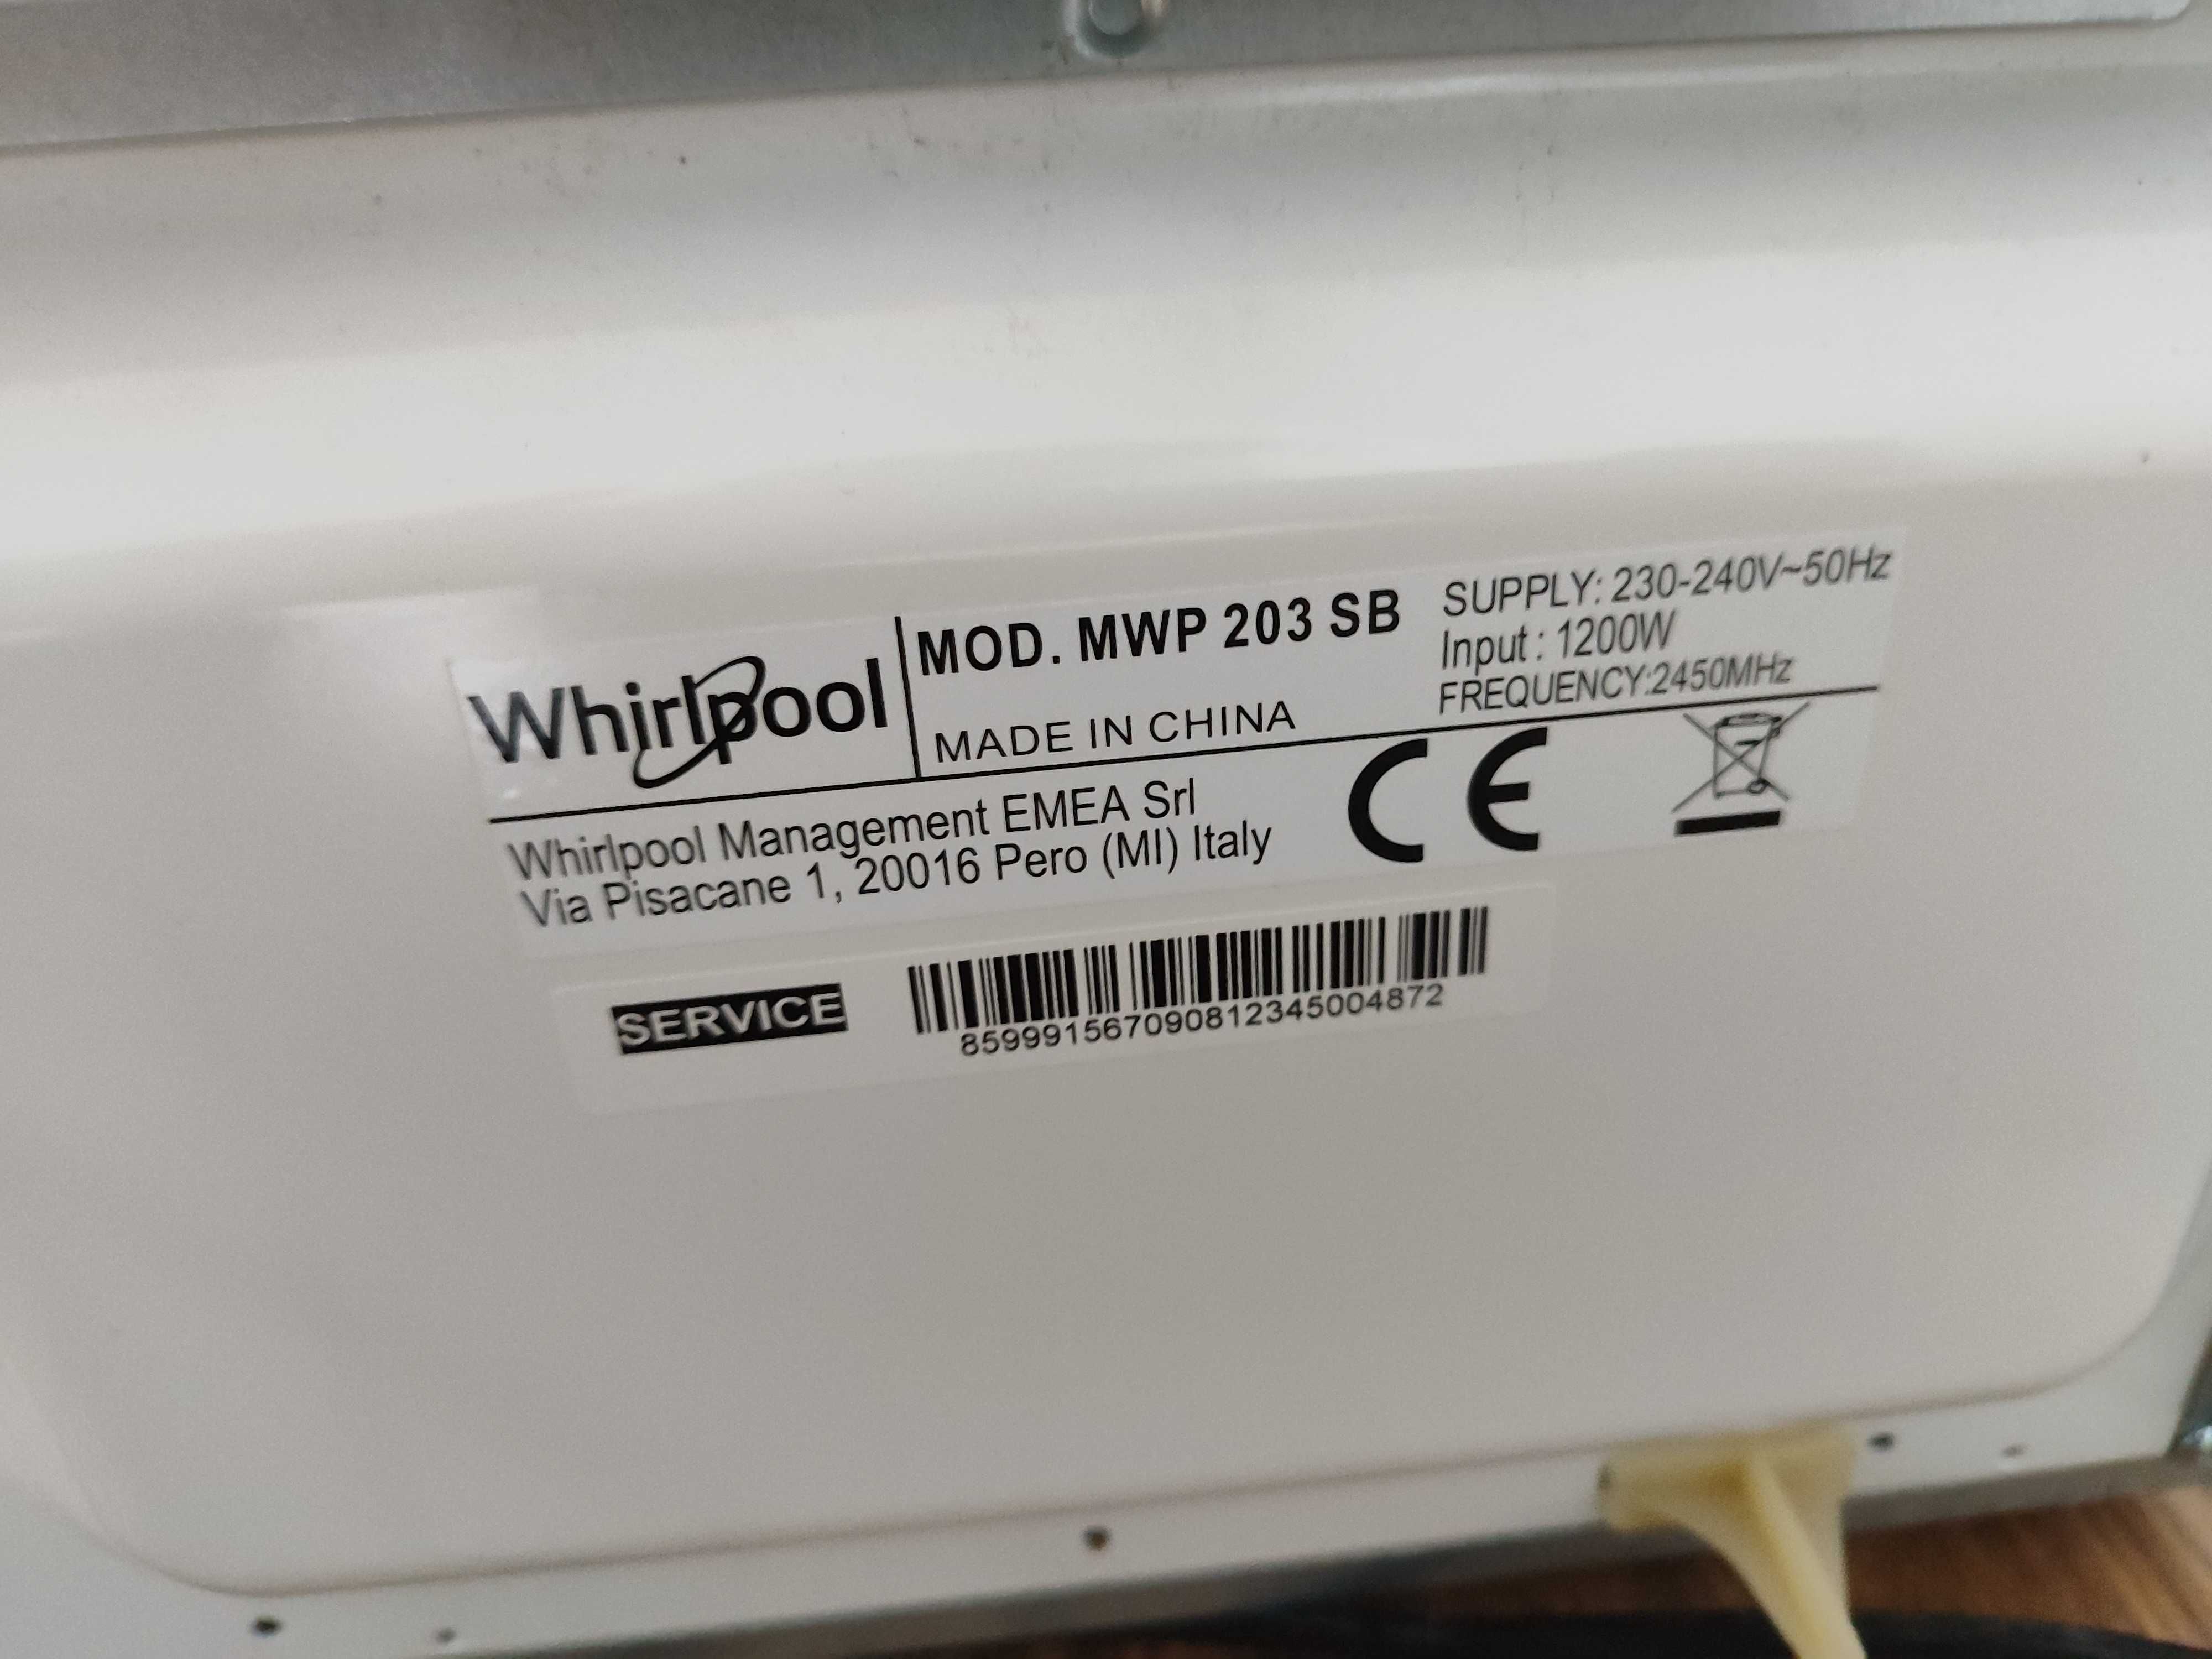 Whirlpool
MOD. MWP 203 SB
MADE IN CHINA
SUPPLY: 230-240V~50Hz
Input : 1200W
FREQUENCY:2450MHz
Whirlpool Management EMEA Srl
Via Pisacane 1, 20016 Pero (MI) Italy
CE
SERVICE
859991567090812345004872